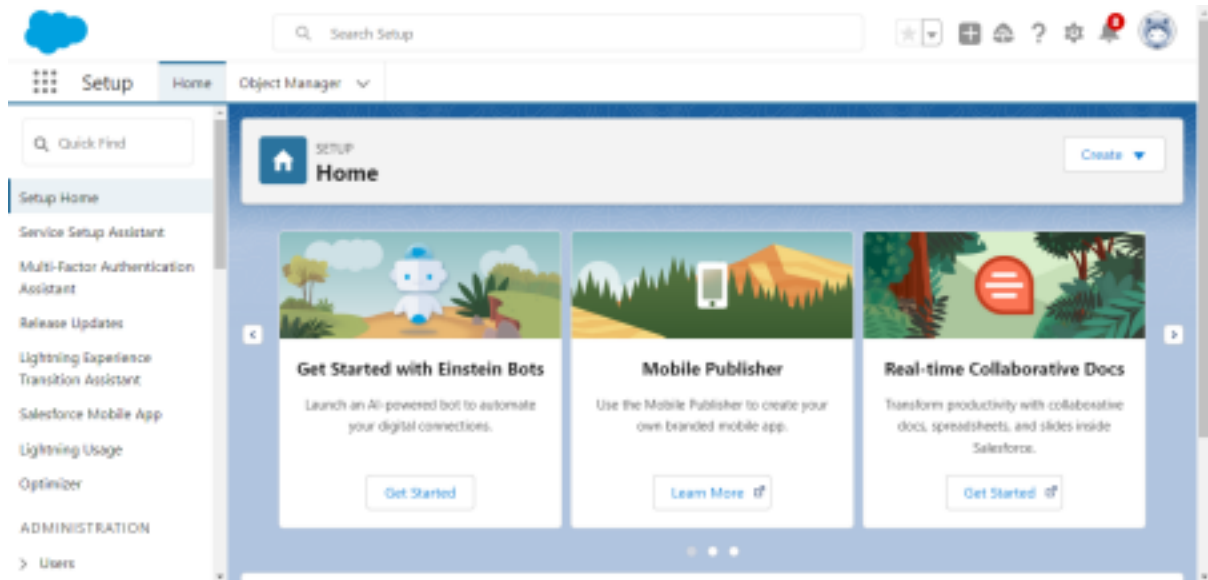 Search Setup
8
Setup
Home
Object Manager
Quick Find
Setup Home
Service Setup Assistant
Multi-Factor Authentication
Assistant
Release Updates
Lightning Experience
Transition Assistant
Salesforce Mobile App
Lightning Usage
Optimizer
ADMINISTRATION
Users
SETUP
Home
Create
Get Started with Einstein Bots
Launch an AI-powered bot to automate
your digital connections.
Get Started
Mobile Publisher
Use the Mobile Publisher to create your
own branded mobile app.
Learn More
Real-time Collaborative Docs
Transform productivity with collaborative
docs, spreadsheets, and slides inside
Salesforce.
Get Started